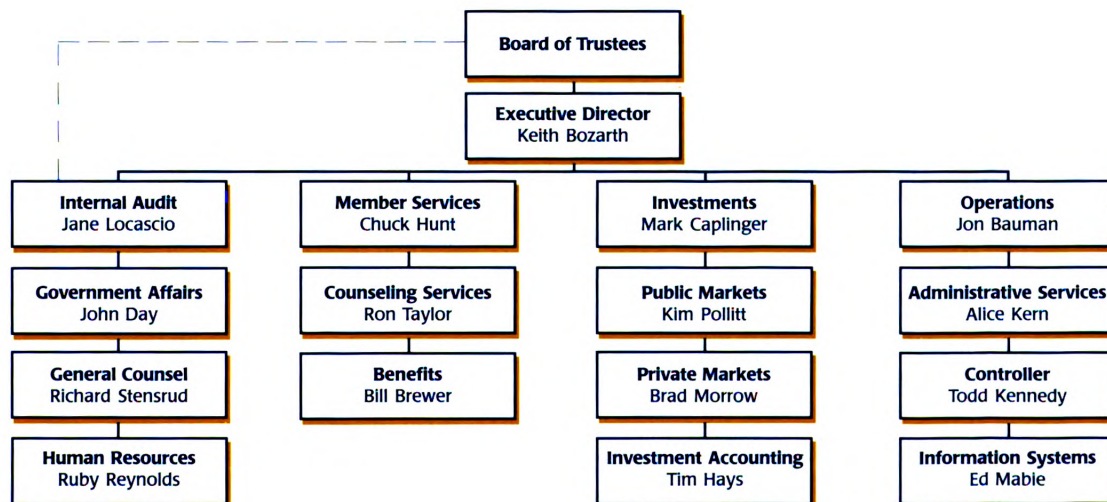 Board of Trustees
Executive Director
Keith Bozarth
Internal Audit
Jane Locascio
Member Services
Chuck Hunt
Investments
Mark Caplinger
Operations
Jon Bauman
Government Affairs
John Day
Counseling Services
Ron Taylor
Public Markets
Kim Pollitt
Administrative Services
Alice Kern
General Counsel
Richard Stensrud
Benefits
Bill Brewer
Private Markets
Brad Morrow
Controller
Todd Kennedy
Human Resources
Ruby Reynolds
Investment Accounting
Tim Hays
Information Systems
Ed Mabie